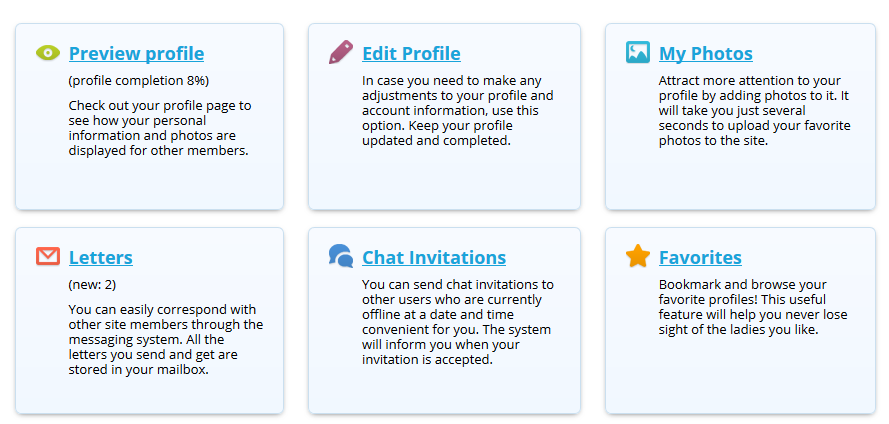 Preview profile
(profile completion 8%)
Check out your profile page to
see how your personal
information and photos are
displayed for other members.
Edit Profile
In case you need to make any
adjustments to your profile and
account information, use this
option. Keep your profile
updated and completed.
My Photos
Attract more attention to your
profile by adding photos to it. It
will take you just several
seconds to upload your favorite
photos to the site.
Letters
(new: 2)
You can easily correspond with
other site members through the
messaging system. All the
letters you send and get are
stored in your mailbox.
Chat Invitations
You can send chat invitations to
other users who are currently
offline at a date and time
convenient for you. The system
will inform you when your
invitation is accepted.
Favorites
Bookmark and browse your
favorite profiles! This useful
feature will help you never lose
sight of the ladies you like.